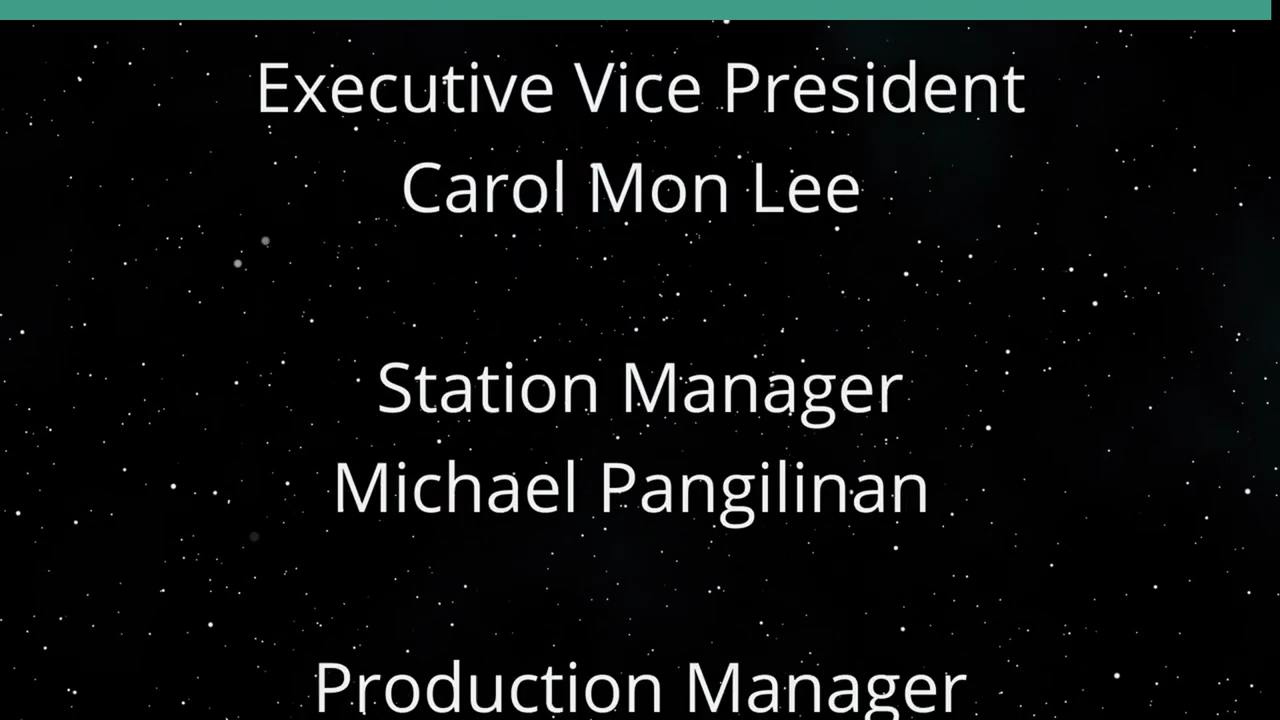 Executive Vice President
Carol Mon Lee
Station Manager
Michael Pangilinan
Production Manager